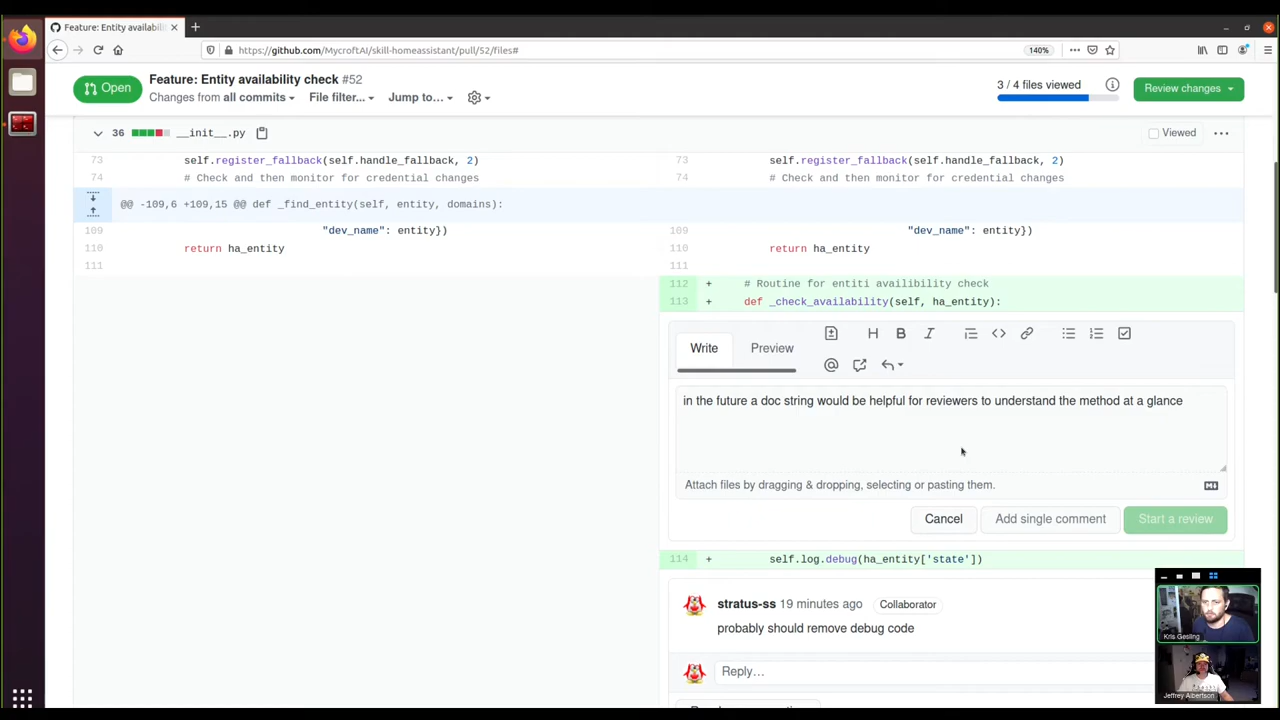 Feature: Entity availabili
https://github.com/MycroftAI/skill-homeassistant/pull/52/files#
140%
Open
Feature: Entity availability check #52
Changes from all commits
File filter...
Jump to...
3 / 4 files viewed
Review changes
36
__init__.py
Viewed
73 self.register_fallback(self.handle_fallback, 2)
73 self.register_fallback(self.handle_fallback, 2)
74 # Check and then monitor for credential changes
74 # Check and then monitor for credential changes
@@ -109,6 +109,15 @@ def _find_entity(self, entity, domains):
109 "dev_name": entity})
109 "dev_name": entity})
110 return ha_entity
110 return ha_entity
111
111
112 + # Routine for entiti availibility check
113 + def _check_availability(self, ha_entity):
Write
Preview
in the future a doc string would be helpful for reviewers to understand the method at a glance
Attach files by dragging & dropping, selecting or pasting them.
Cancel
Add single comment
Start a review
114 + self.log.debug(ha_entity['state'])
stratus-ss 19 minutes ago
Collaborator
probably should remove debug code
Reply…
Kris Gesling
Jeffrey Albertson